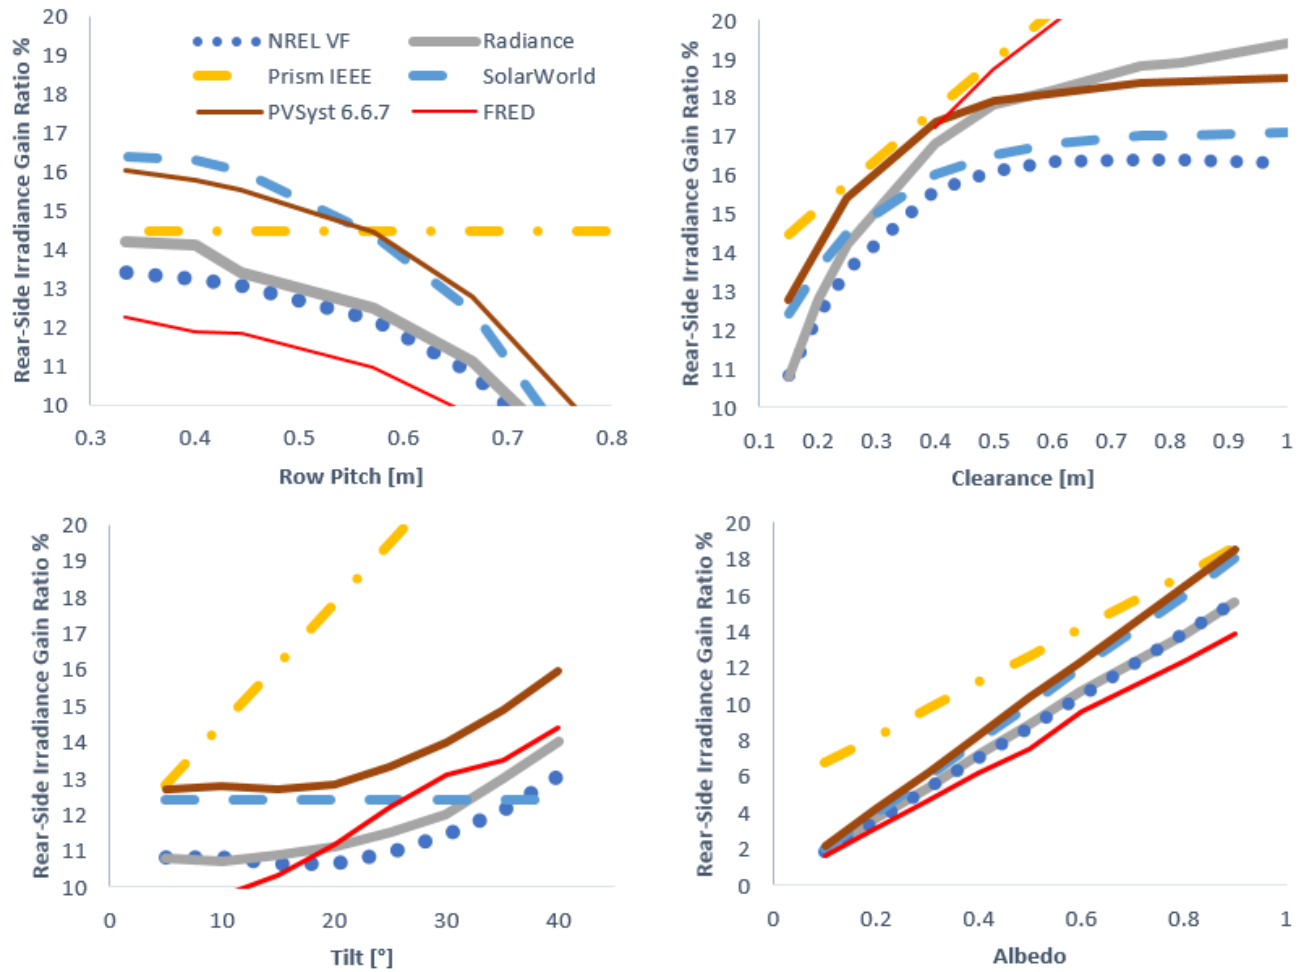 Rear-Side Irradiance Gain Ratio %
20
19
18
17
16
15
14
13
12
11
10
NREL VF
Radiance
Prism IEEE
SolarWorld
PVSyst 6.6.7
FRED
0.3 0.4 0.5 0.6 0.7 0.8
Row Pitch [m]
Rear-Side Irradiance Gain Ratio %
20
19
18
17
16
15
14
13
12
11
10
0.1 0.2 0.3 0.4 0.5 0.6 0.7 0.8 0.9 1
Clearance [m]
Rear-Side Irradiance Gain Ratio %
20
19
18
17
16
15
14
13
12
11
10
0 10 20 30 40
Tilt [°]
Rear-Side Irradiance Gain Ratio %
20
18
16
14
12
10
8
6
4
2
0
0 0.2 0.4 0.6 0.8 1
Albedo